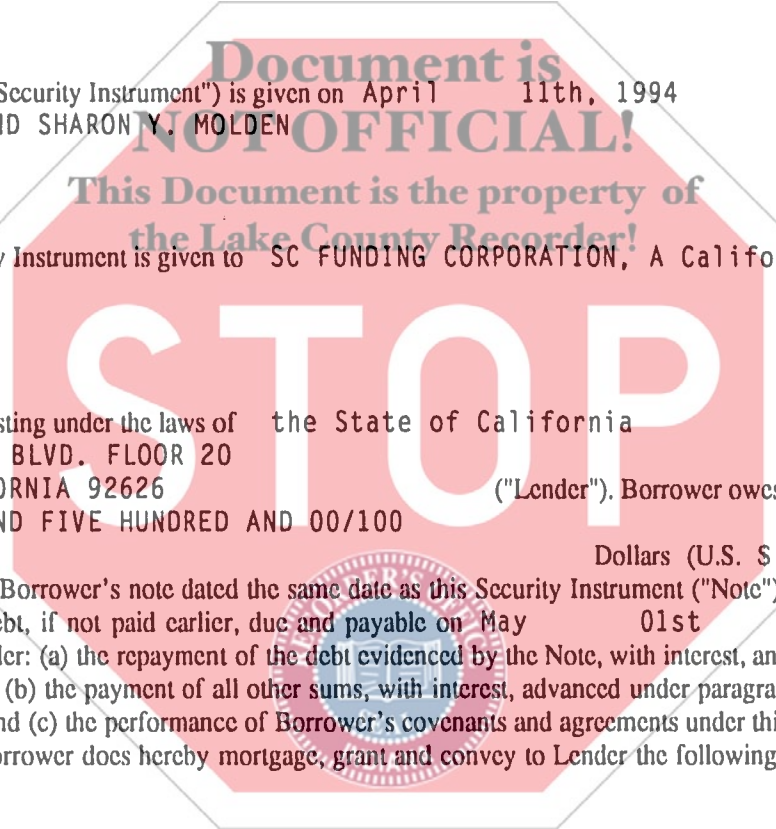 Document is
Security Instrument") is given on April 11th, 1994
ND SHARON Y. MOLDEN
NOT OFFICIAL!
This Document is the property of
the Lake County Recorder!
y Instrument is given to SC FUNDING CORPORATION, A Califo
STOP
sting under the laws of the State of California
BLVD. FLOOR 20
ORNIA 92626 ("Lender"). Borrower owes
ND FIVE HUNDRED AND 00/100
Dollars (U.S. $
Borrower's note dated the same date as this Security Instrument ("Note")
ebt, if not paid earlier, due and payable on May 01st
der: (a) the repayment of the debt evidenced by the Note, with interest, an
(b) the payment of all other sums, with interest, advanced under paragra
nd (c) the performance of Borrower's covenants and agreements under thi
orrower does hereby mortgage, grant and convey to Lender the following